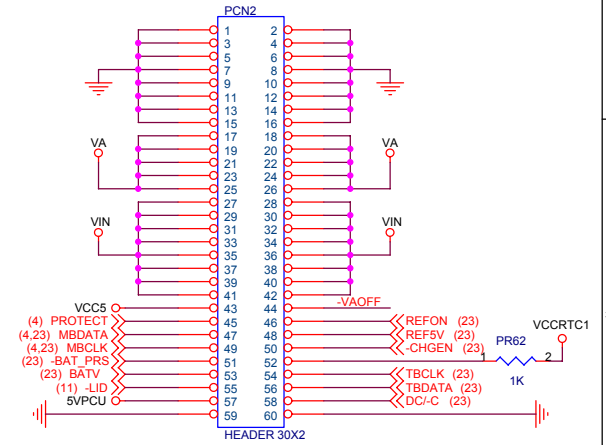 PCN2
1 2
3 4
5 6
7 8
9 10
11 12
13 14
15 16
17 18
VA 19 20 VA
21 22
23 24
25 26
27 28
29 30
VIN 31 32 VIN
33 34
35 36
37 38
39 40
41 42
-VAOFF
VCC5 43 44
(4) PROTECT 45 46 REFON (23)
VCCRTC1
(4,23) MBDATA 47 48 REF5V (23)
PR62
(4,23) MBCLK 49 50 -CHGEN (23)
(23) -BAT_PRS 51 52 1 2
(23) BATV 53 54 TBCLK (23)
1K
(11) -LID 55 56 TBDATA (23)
5VPCU 57 58 DC/-C (23)
59 60
HEADER 30X2